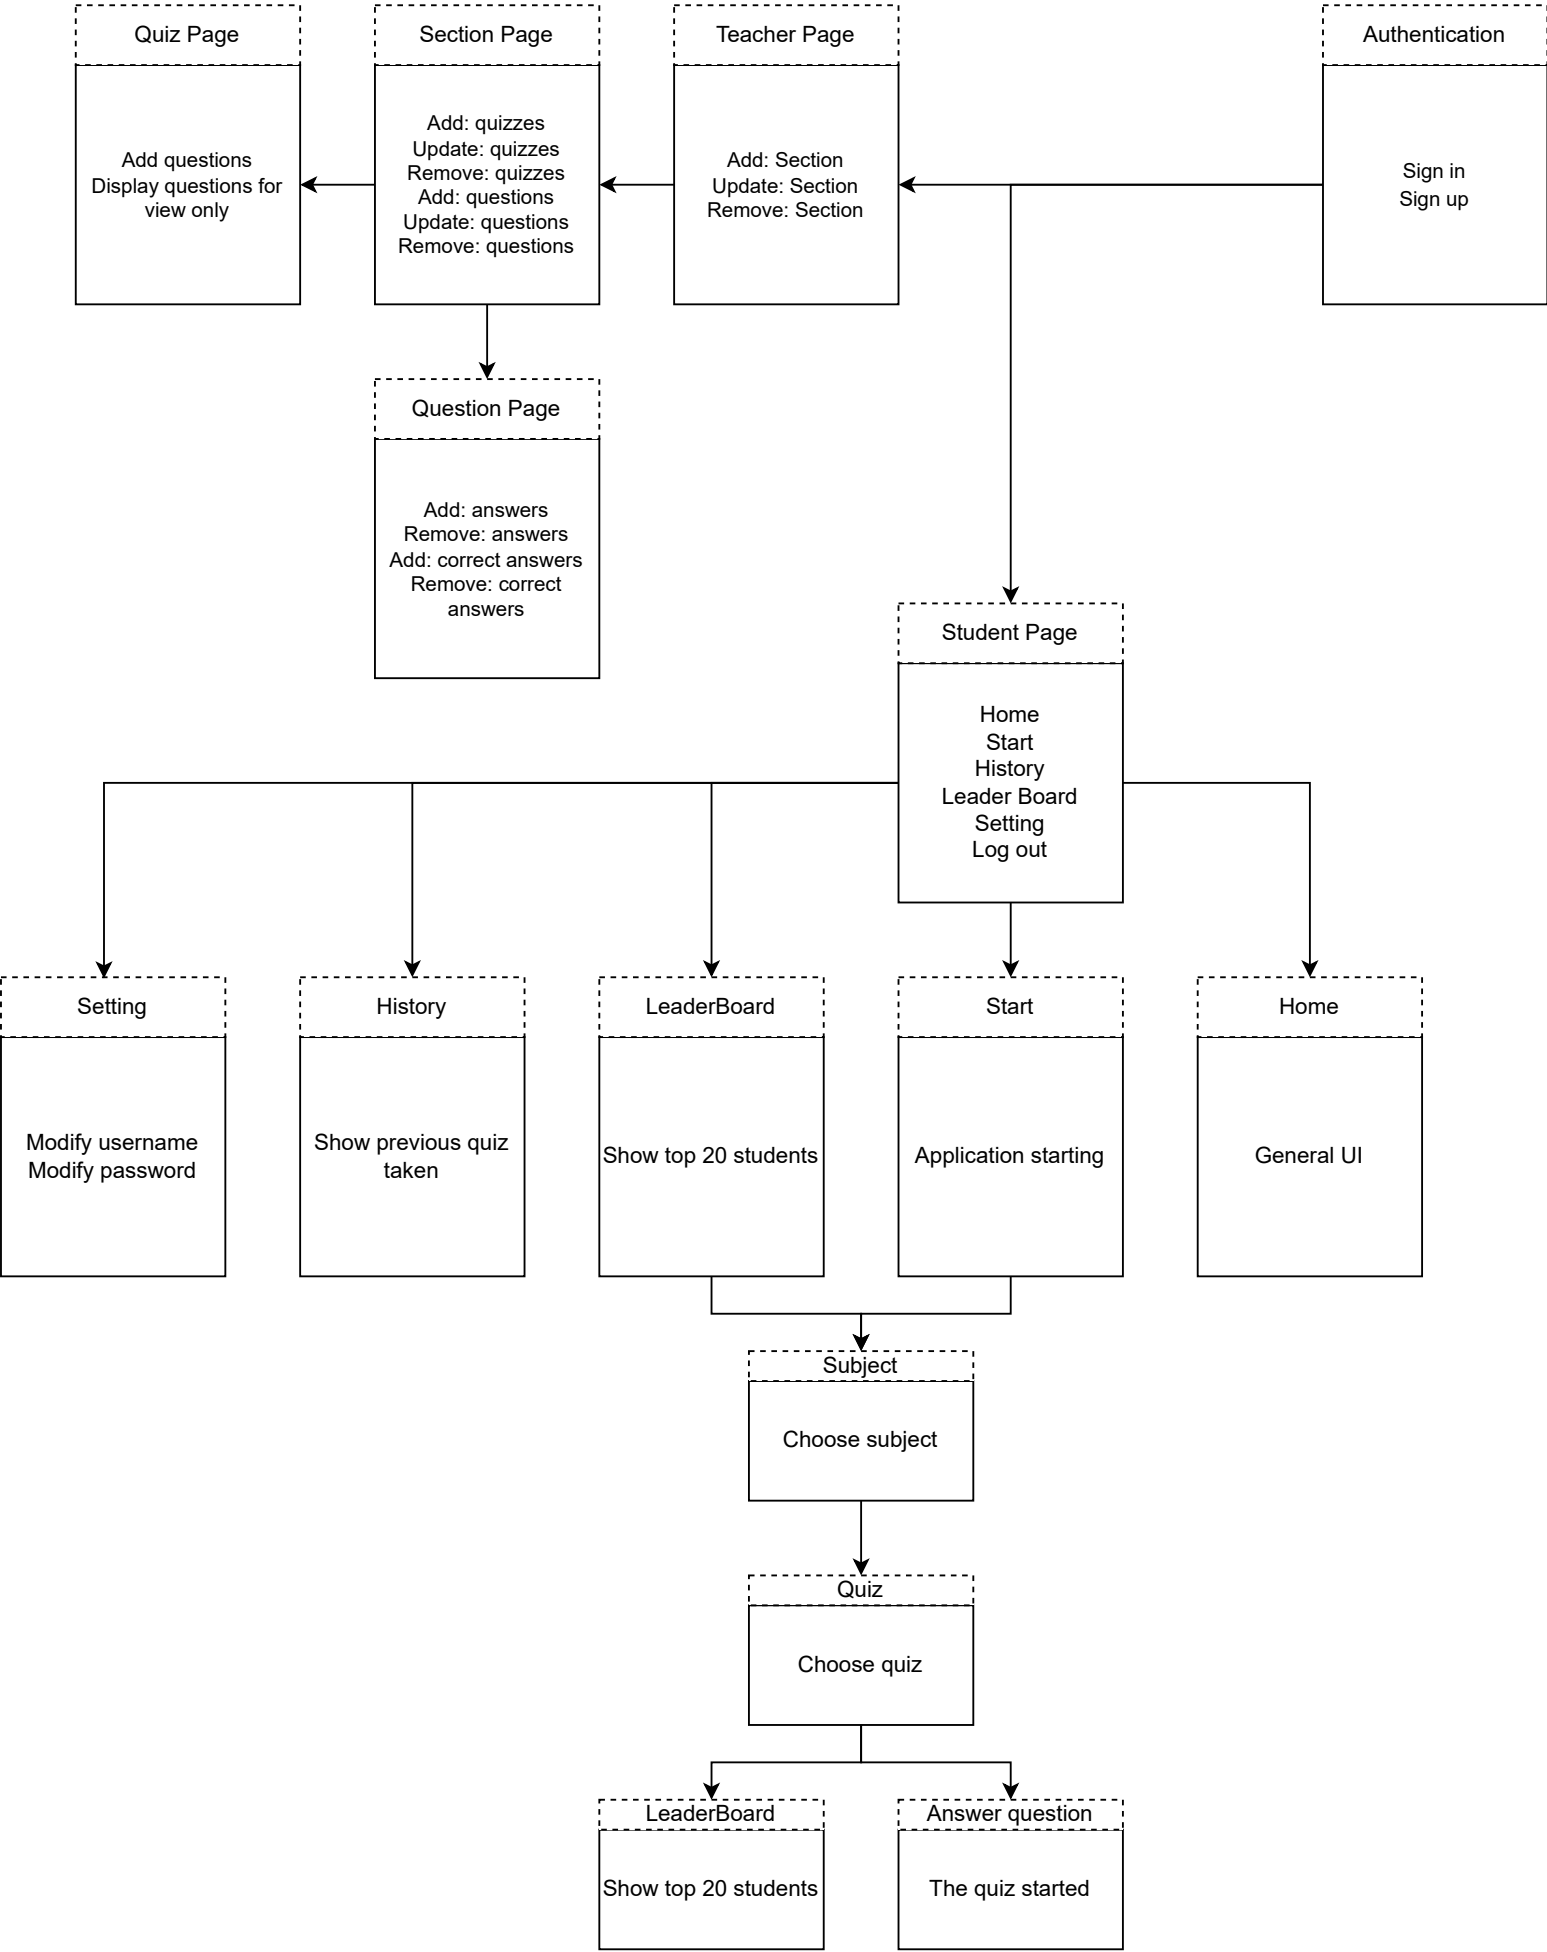 Quiz Page
Section Page
Teacher Page
Authentication
Add questions
Display questions for
view only
Add: quizzes
Update: quizzes
Remove: quizzes
Add: questions
Update: questions
Remove: questions
Add: Section
Update: Section
Remove: Section
Sign in
Sign up
Question Page
Add: answers
Remove: answers
Add: correct answers
Remove: correct
answers
Student Page
Home
Start
History
Leader Board
Setting
Log out
Setting
History
LeaderBoard
Start
Home
Modify username
Modify password
Show previous quiz
taken
Show top 20 students
Application starting
General UI
Subject
Choose subject
Quiz
Choose quiz
LeaderBoard
Answer question
Show top 20 students
The quiz started